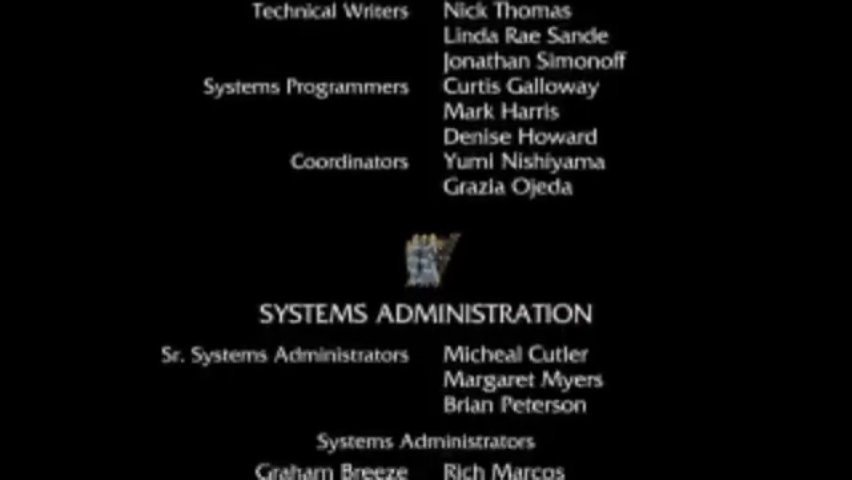 Technical Writers Nick Thomas
Linda Rae Sande
Jonathan Simonoff
Systems Programmers Curtis Galloway
Mark Harris
Denise Howard
Coordinators Yumi Nishiyama
Grazia Ojeda
SYSTEMS ADMINISTRATION
Sr. Systems Administrators Micheal Cutler
Margaret Myers
Brian Peterson
Systems Administrators
Graham Breeze Rich Marcos